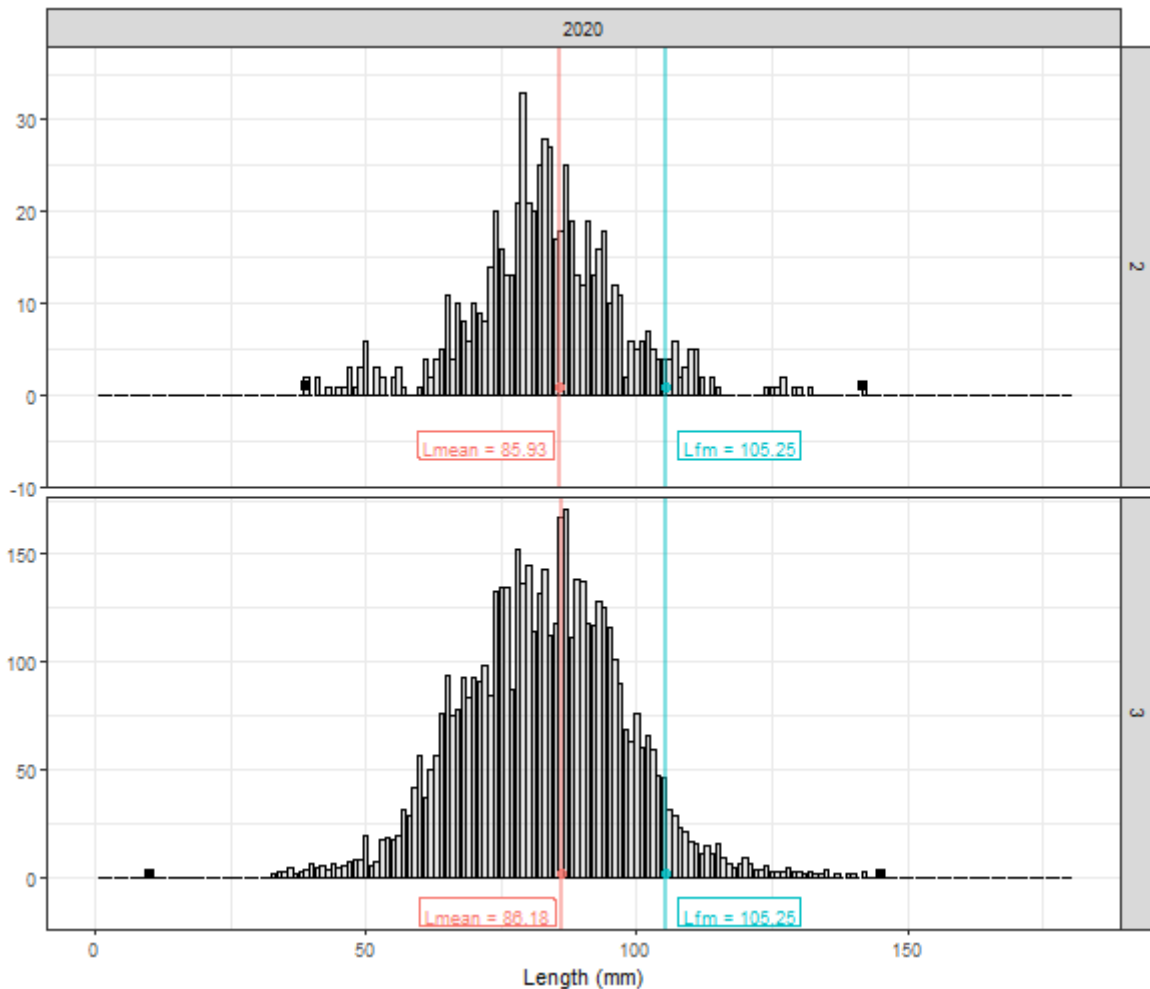 2020
30
20
10
0
-10
2
Lmean = 85.93
Lfm = 105.25
150
100
50
0
3
Lmean = 86.18
Lfm = 105.25
0 50 100 150
Length (mm)